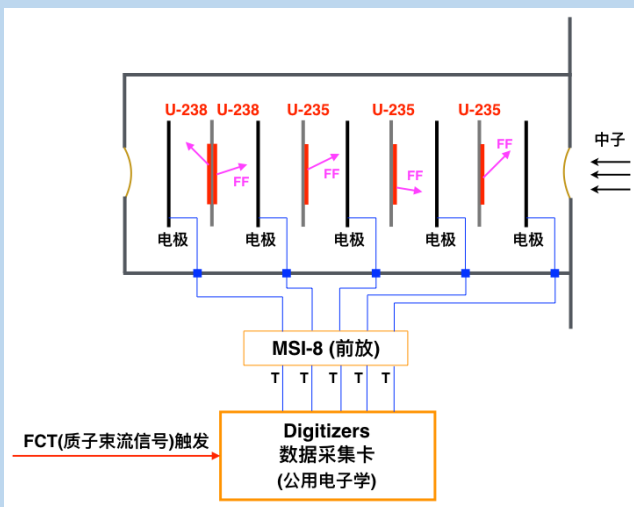 U-238 U-238 U-235 U-235 U-235
中子
FF FF FF FF
电极 电极 电极 电极 电极
MSI-8 (前放)
T T T T T
FCT(质子束流信号)触发
Digitizers
数据采集卡
(公用电子学)